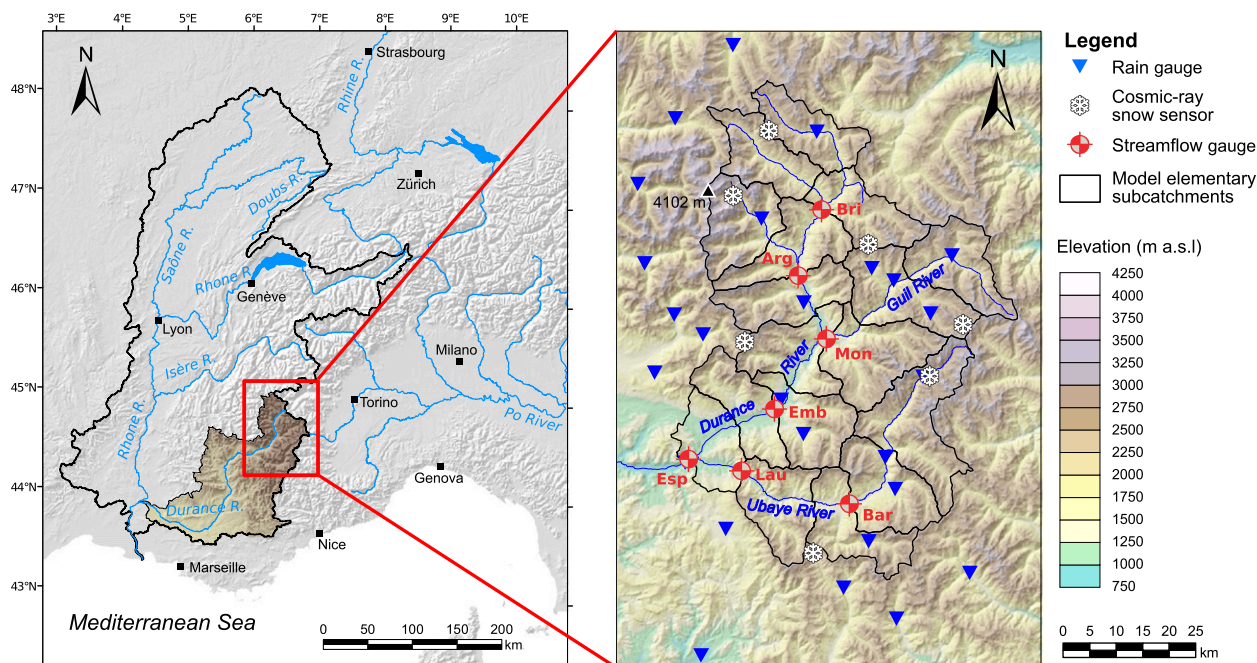 3°E 4°E 5°E 6°E 7°E 8°E 9°E 10°E
48°N
47°N
46°N
45°N
44°N
43°N
N
Strasbourg
Rhine R.
Zürich
Doubs R.
Saône R.
Rhone R.
Genève
Lyon
Isère R.
Milano
Torino
Po River
Rhone R.
Genova
Durance R.
Nice
Marseille
Mediterranean Sea
0 50 100 150 200
km
N
4102 m
Bri
Arg
Guil River
Mon
River
Durance
Emb
Esp
Lau
Ubaye River
Bar
Legend
Rain gauge
Cosmic-ray
snow sensor
Streamflow gauge
Model elementary
subcatchments
Elevation (m a.s.l)
4250
4000
3750
3500
3250
3000
2750
2500
2250
2000
1750
1500
1250
1000
750
0 5 10 15 20 25
km